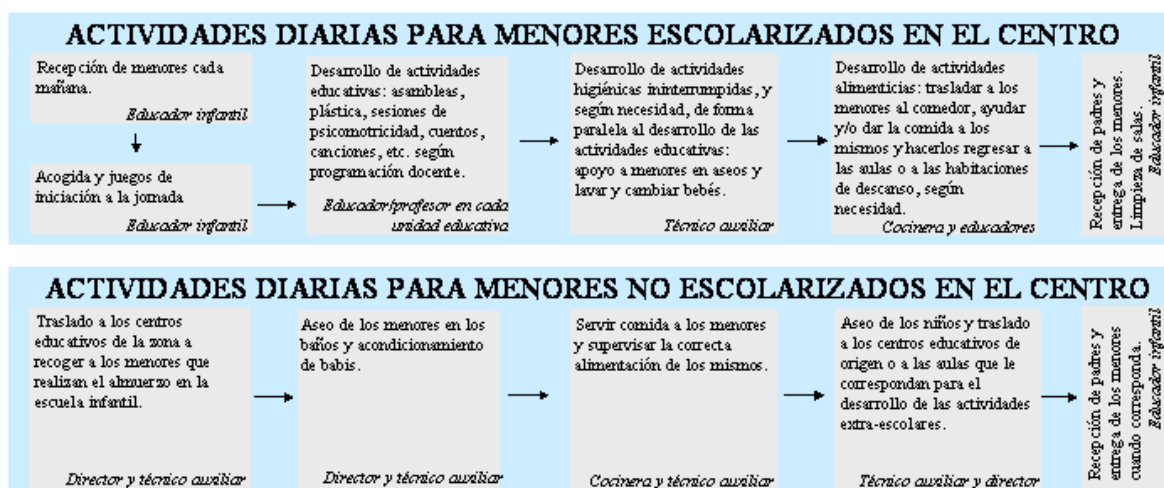 ACTIVIDADES DIARIAS PARA MENORES ESCOLARIZADOS EN EL CENTRO
Recepción de menores cada
mañana.
Educador infantil
Acogida y juegos de
iniciación a la jornada
Educador infantil
Desarrollo de actividades
educativas: asambleas,
plástica, sesiones de
psicomotricidad, cuentos,
canciones, etc. según
programación docente.
Educador/profesor en cada
unidad educativa
Desarrollo de actividades
higiénicas ininterrumpidas, y
según necesidad, de forma
paralela al desarrollo de las
actividades educativas:
apoyo a menores en aseos y
lavar y cambiar bebés.
Técnico auxiliar
Desarrollo de actividades
alimenticias: trasladar a los
menores al comedor, ayudar
y/o dar la comida a los
mismos y hacerlos regresar a
las aulas o a las habitaciones
de descanso, según
necesidad.
Cocinera y educadores
Recepción de padres y
entrega de los menores.
Limpieza de salas.
Educador infantil
ACTIVIDADES DIARIAS PARA MENORES NO ESCOLARIZADOS EN EL CENTRO
Traslado a los centros
educativos de la zona a
recoger a los menores que
realizan el almuerzo en la
escuela infantil.
Director y técnico auxiliar
Aseo de los menores en los
baños y acondicionamiento
de babis.
Director y técnico auxiliar
Servir comida a los menores
y supervisar la correcta
alimentación de los mismos.
Cocinera y técnico auxiliar
Aseo de los niños y traslado
a los centros educativos de
origen o a las aulas que le
correspondan para el
desarrollo de las actividades
extra-escolares.
Técnico auxiliar y director
Recepción de padres y
entrega de los menores
cuando corresponda.
Educador infantil